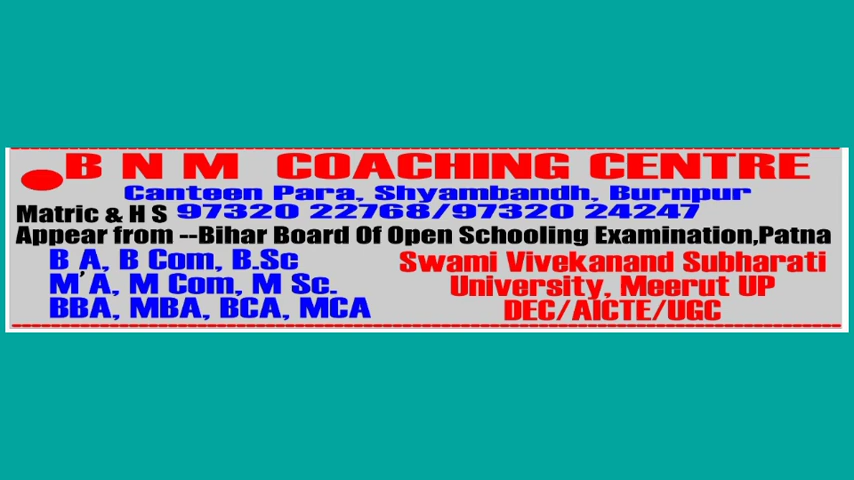 B N M COACHING CENTRE
Canteen Para, Shyambandh, Burnpur
Matric & H S 97320 22768/97320 24247
Appear from --Bihar Board Of Open Schooling Examination,Patna
B A, B Com, B.Sc
M'A, M Com, M Sc.
BBA, MBA, BCA, MCA
Swami Vivekanand Subharati
University, Meerut UP
DEC/AICTE/UGC